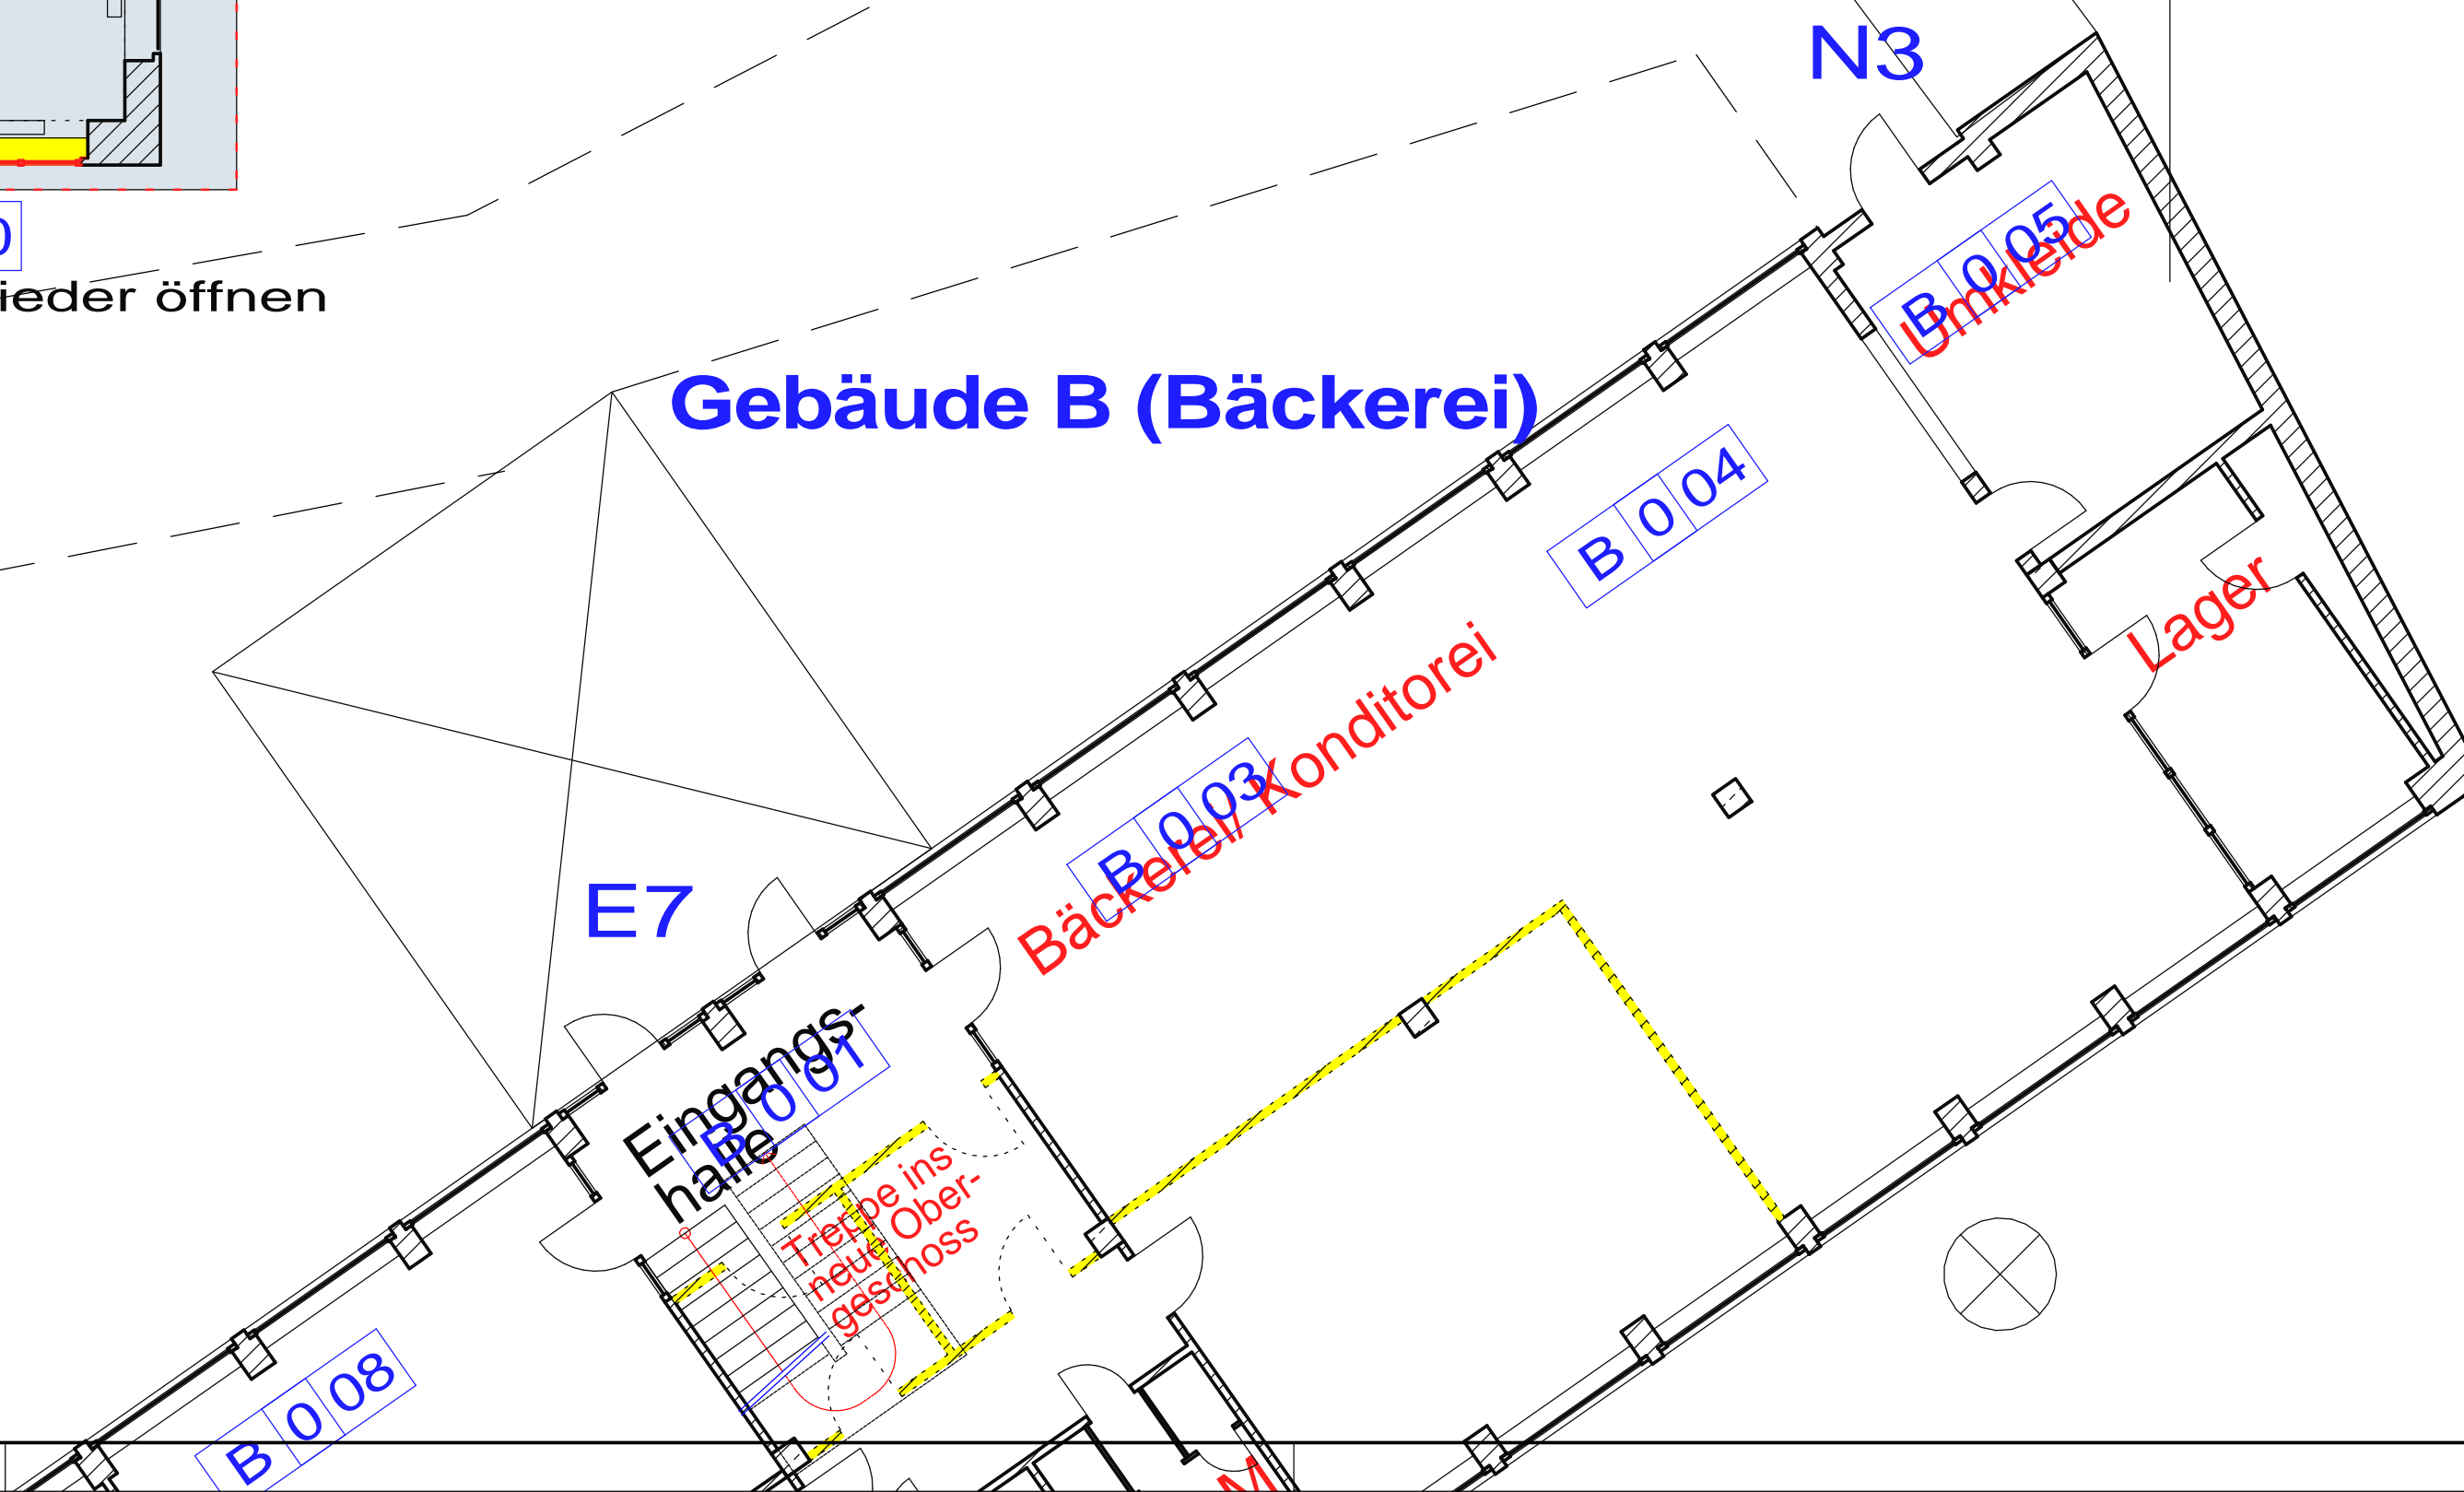 N3
B 0 05
Umkleide
0
ieder öffnen
Gebäude B (Bäckerei)
B 0 04
Lager
B 0 03
Bäckerei/ Konditorei
E7
Eingangs-
halle
B 0 01
Treppe ins
neue Ober-
geschoss
B 0 08